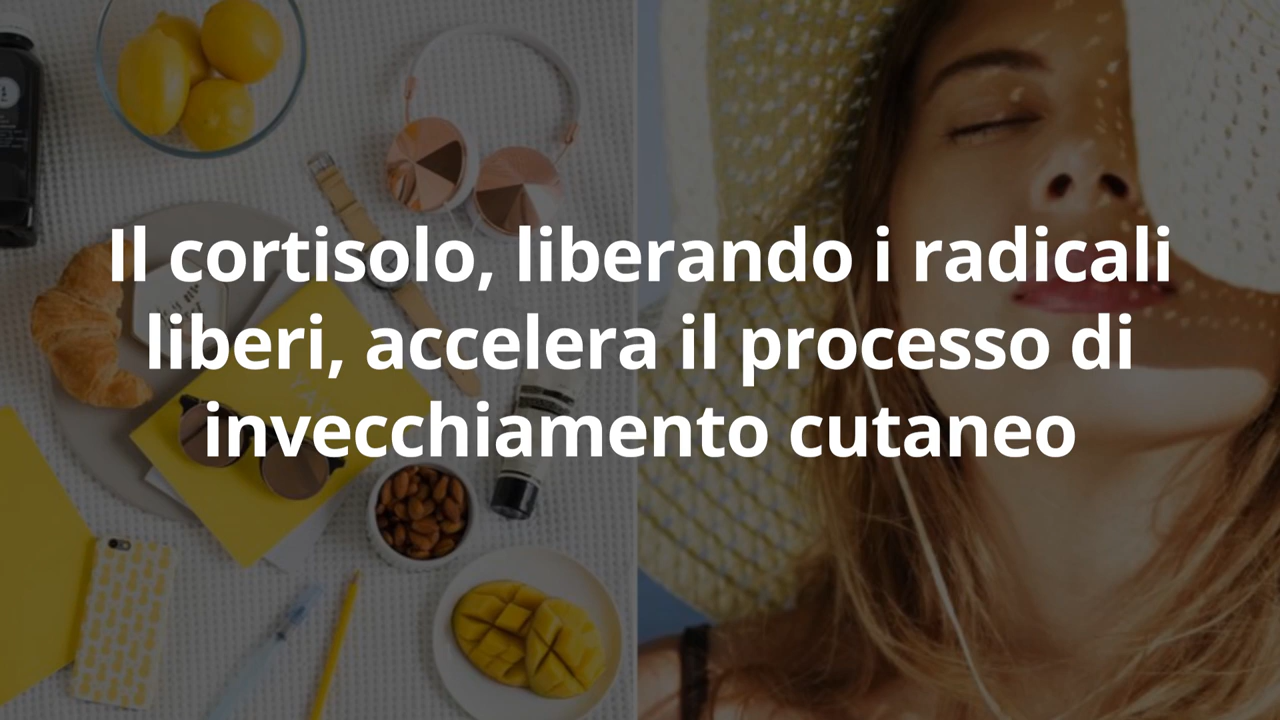 Il cortisolo, liberando i radicali
liberi, accelera il processo di
invecchiamento cutaneo